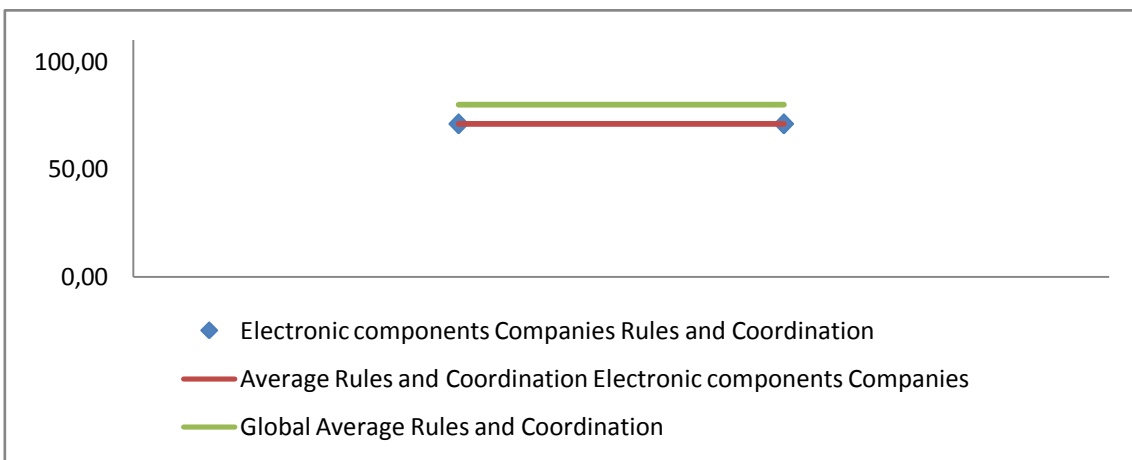 100,00
50,00
0,00
Electronic components Companies Rules and Coordination
Average Rules and Coordination Electronic components Companies
Global Average Rules and Coordination